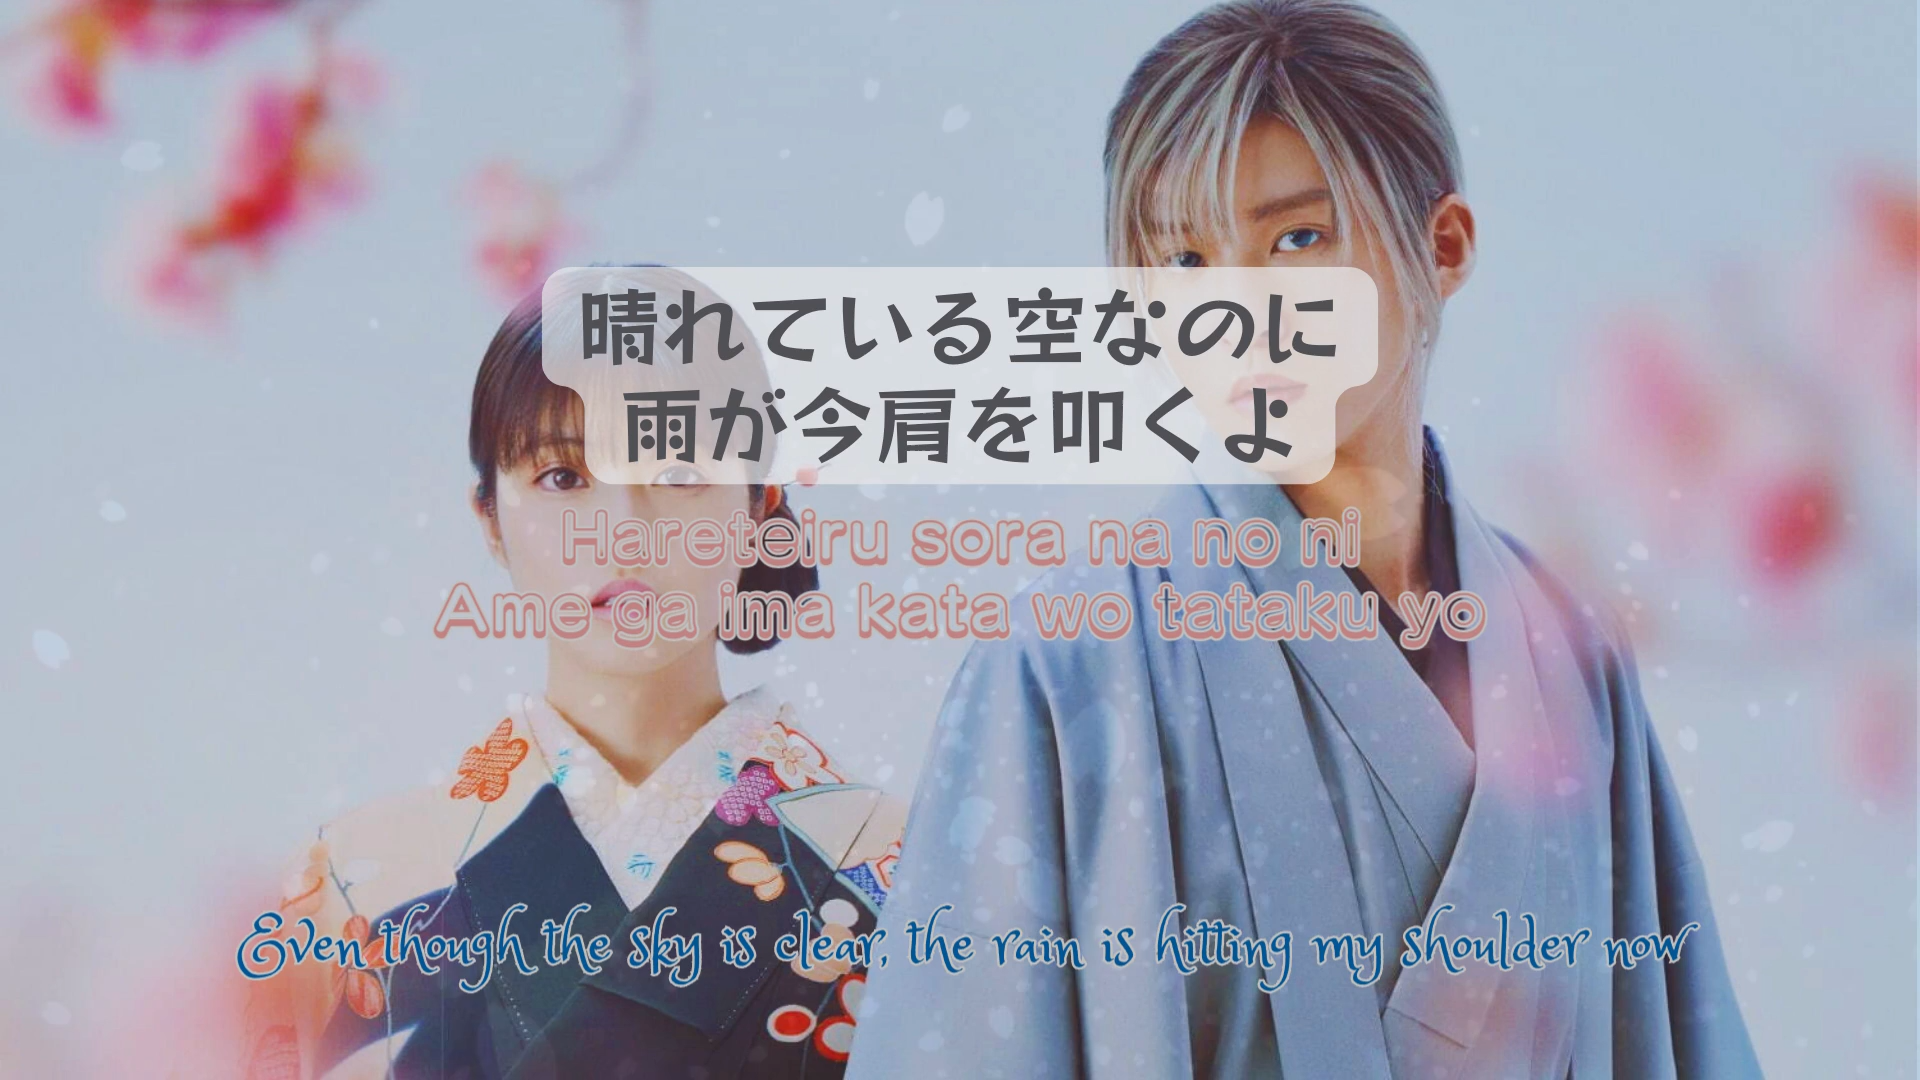 晴れている空なのに
雨が今肩を叩くよ
Hareteiru sora na no ni
Ame ga ima kata wo tataku yo
Even though the sky is clear, the rain is hitting my shoulder now